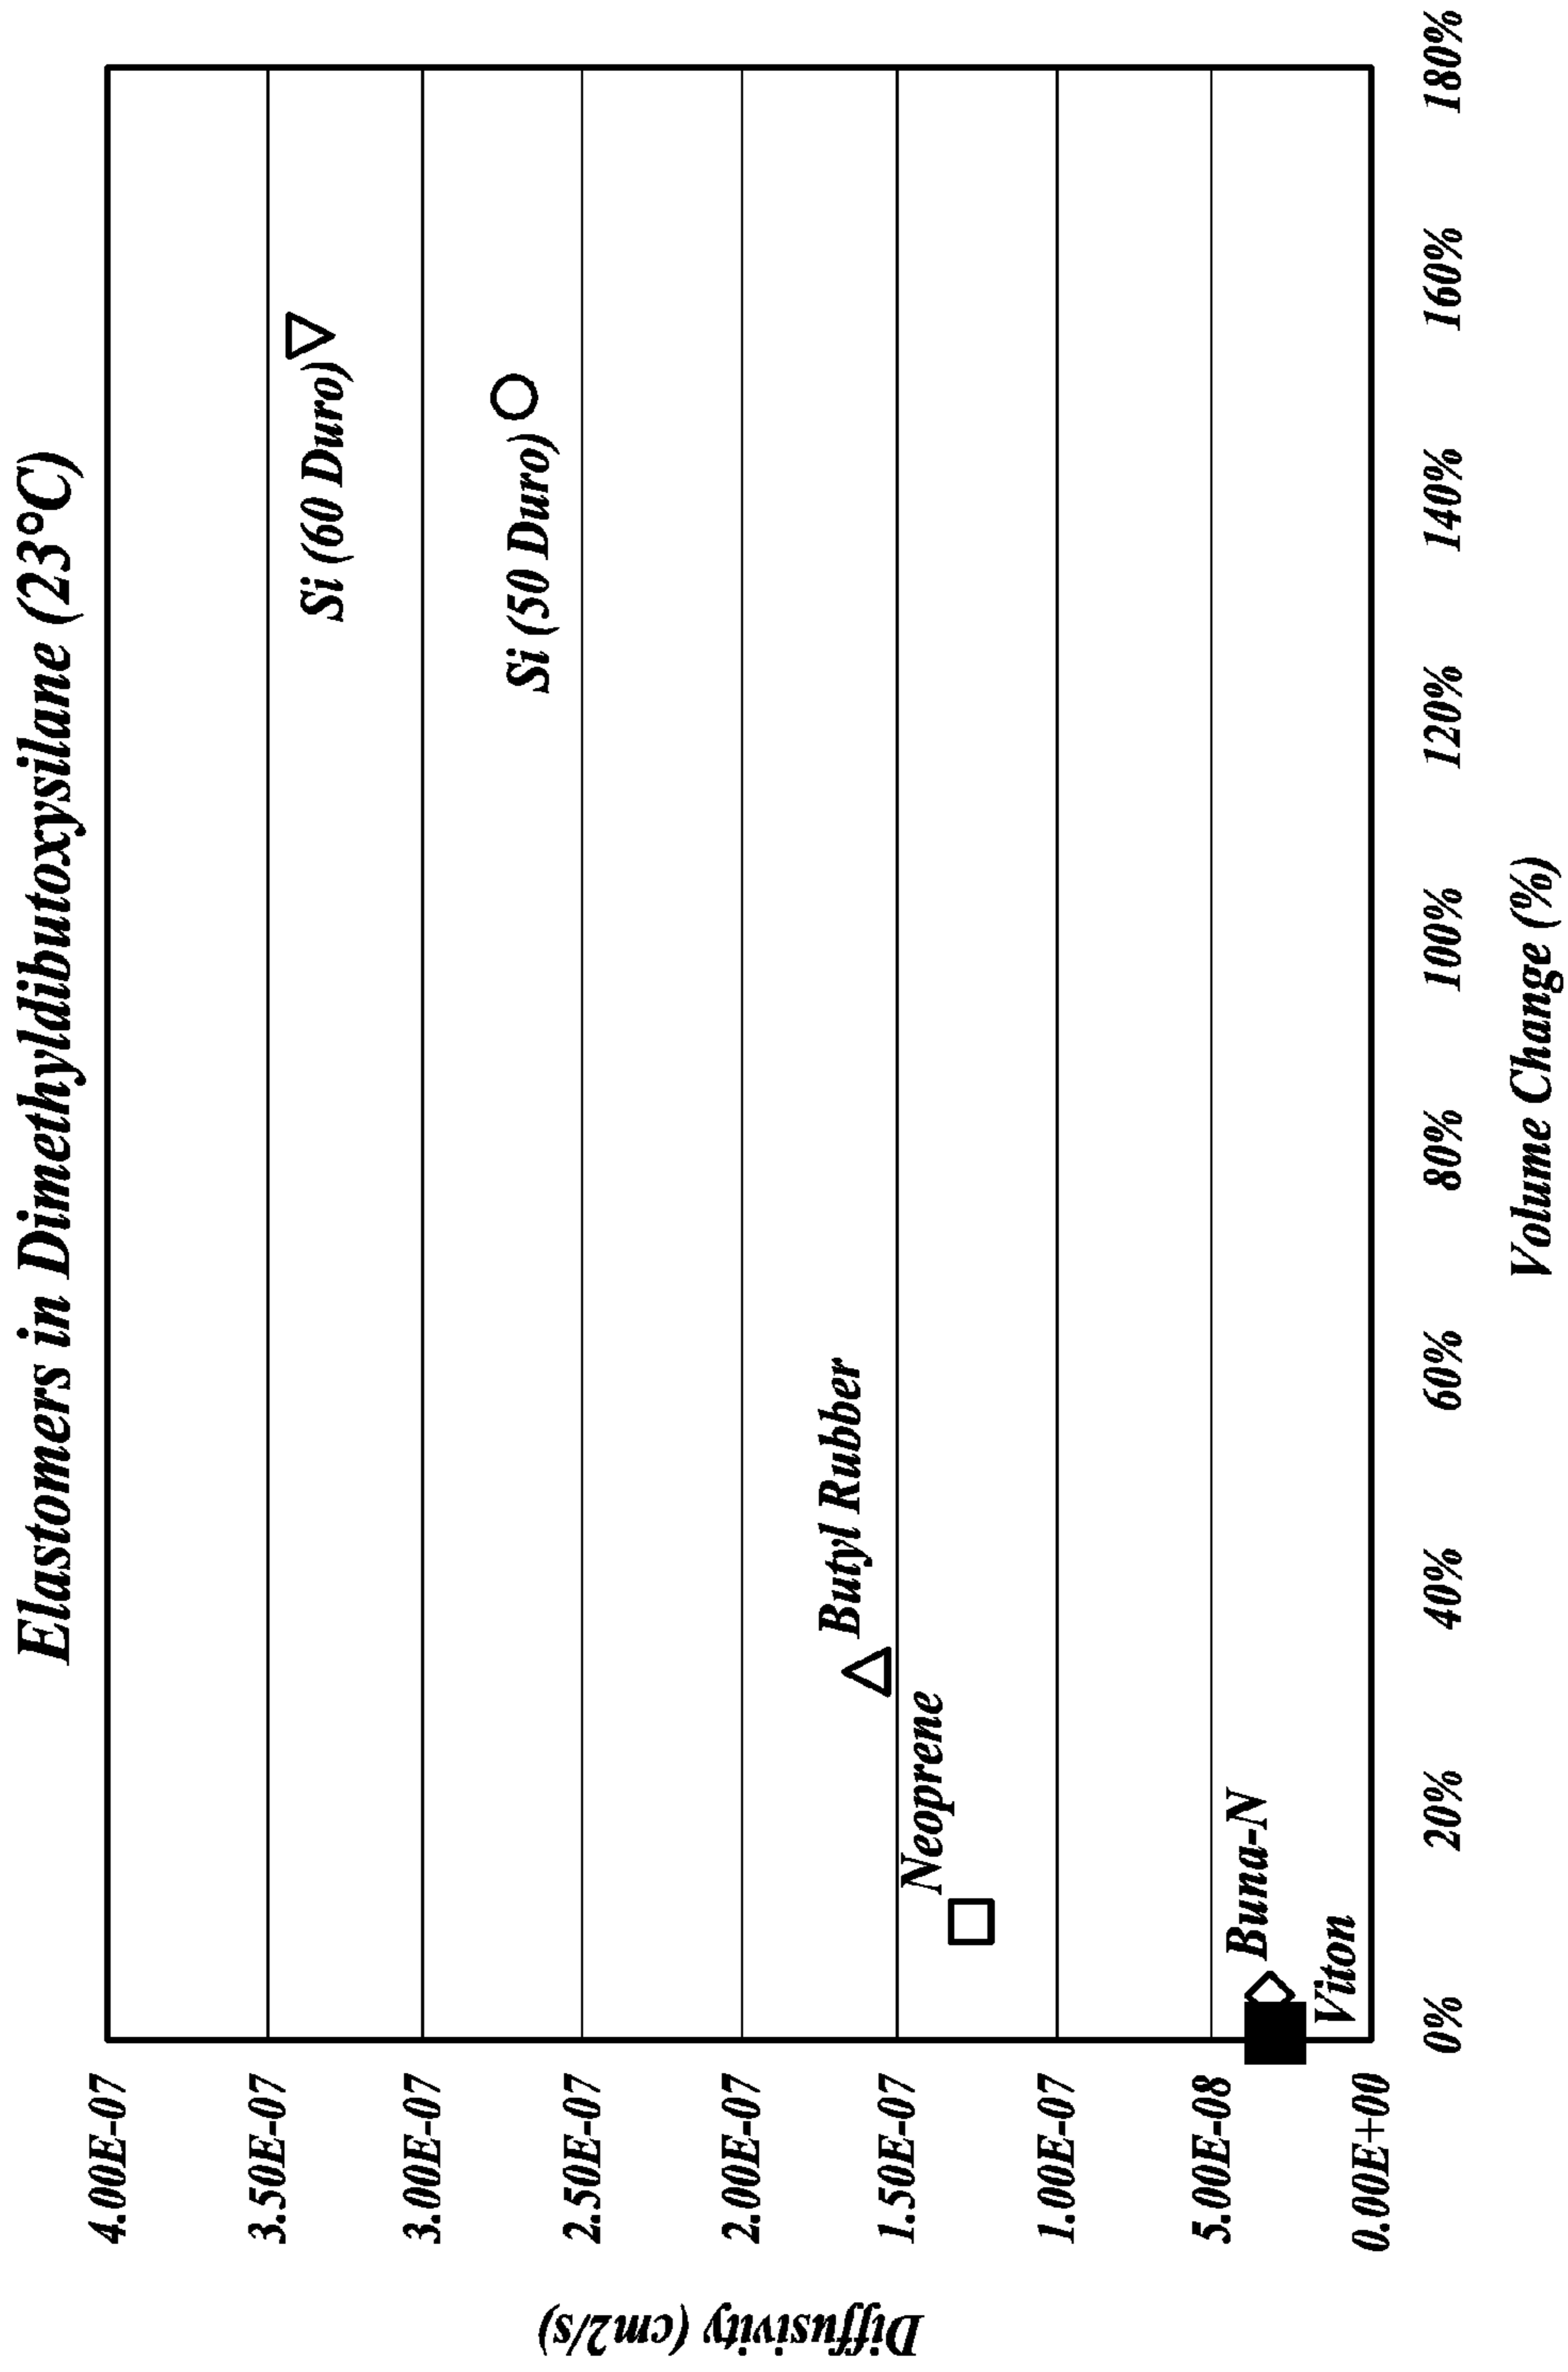 Elastomers in Dimethyldibutoxysilane (23°C)
4.00E-07
3.50E-07
3.00E-07
2.50E-07
2.00E-07
1.50E-07
1.00E-07
5.00E-08
0.00E+00
Diffusivity (cm2/s)
Si (60 Duro)
Si (50 Duro)
Butyl Rubber
Neoprene
Buna-N
Viton
0% 20% 40% 60% 80% 100% 120% 140% 160% 180%
Volume Change (%)